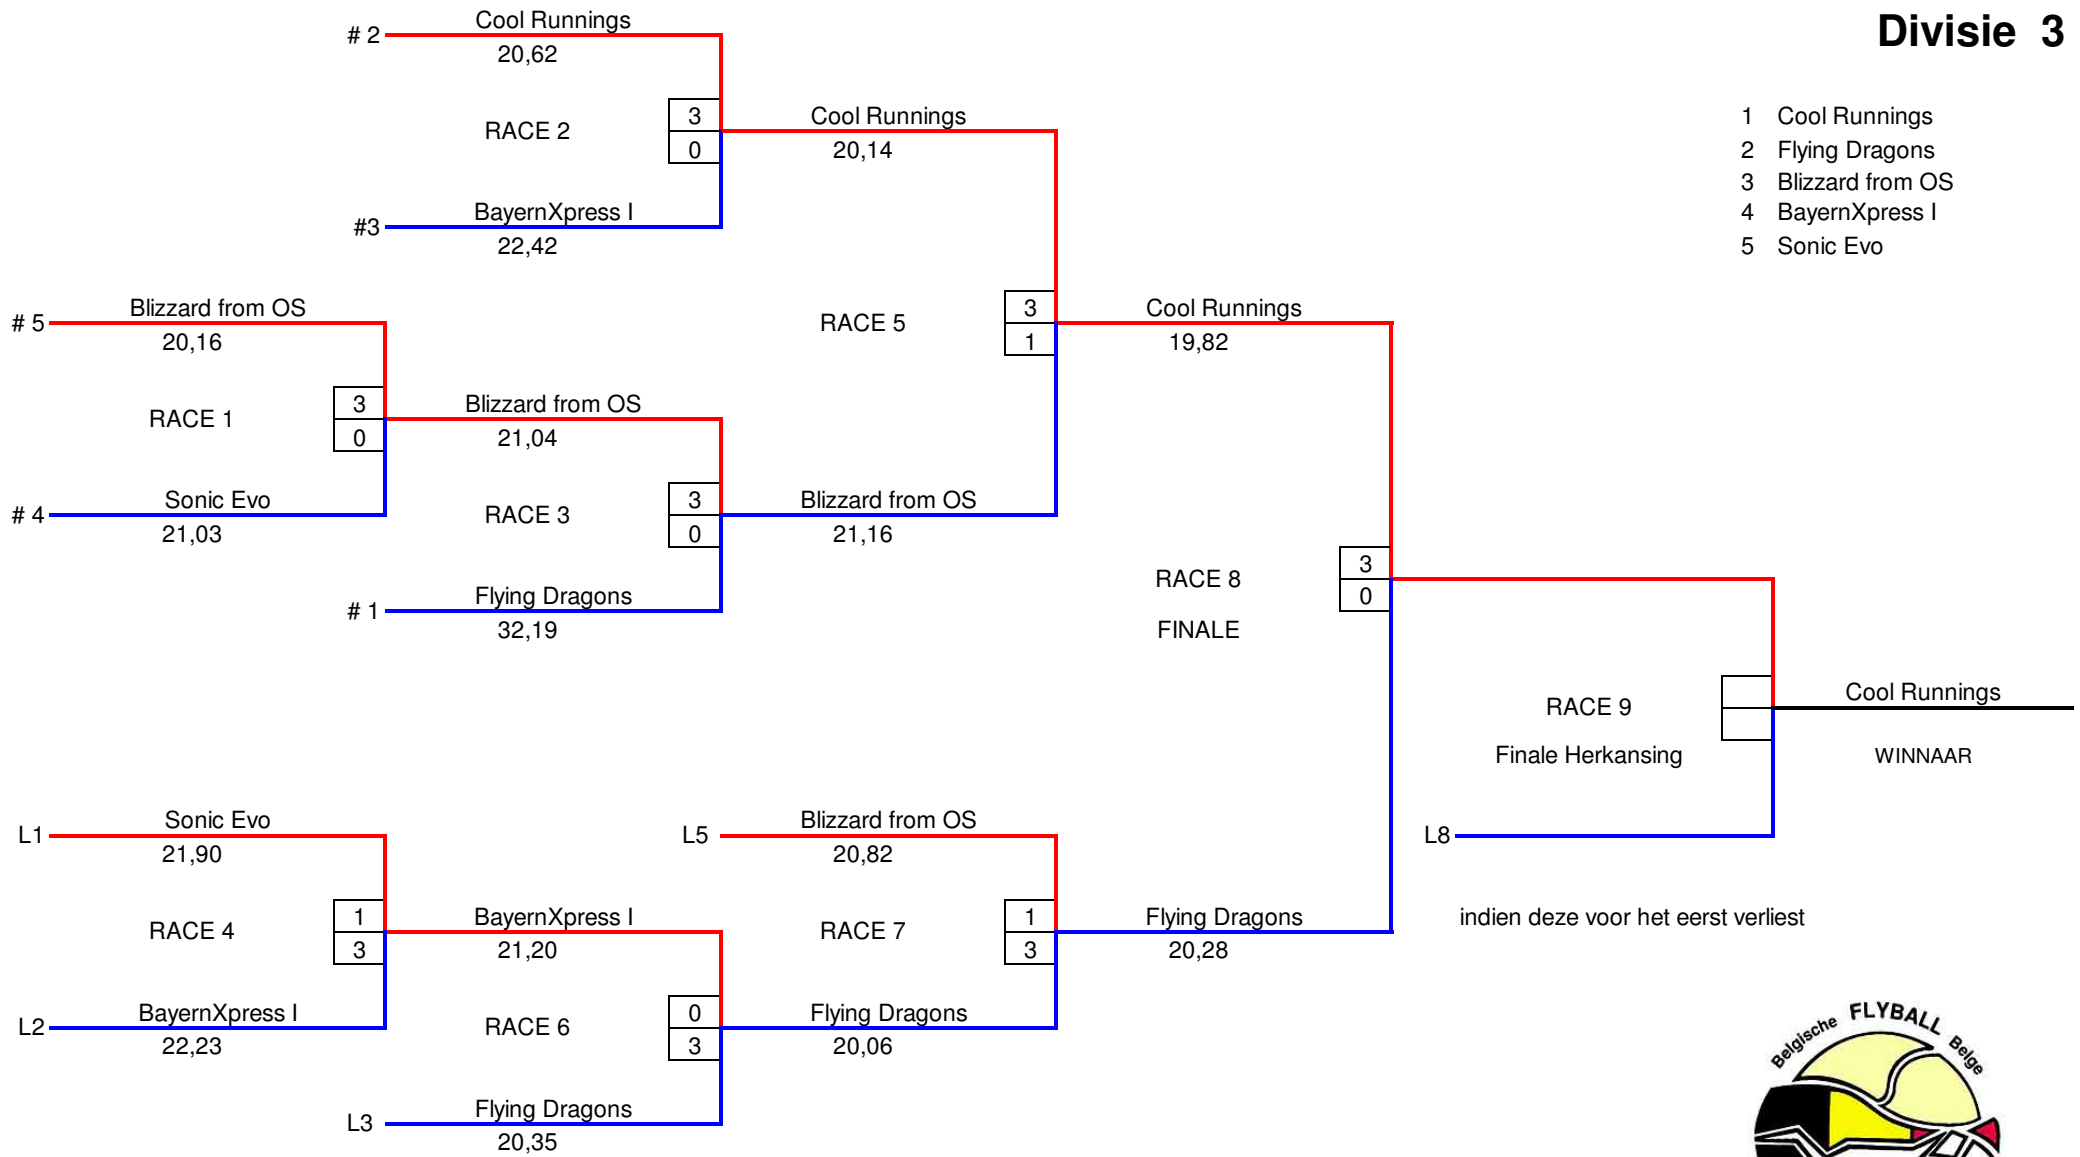 Divisie 3
Cool Runnings
# 2
20,62
RACE 2
3
0
BayernXpress I
#3
22,42
Cool Runnings
20,14
1 Cool Runnings
2 Flying Dragons
3 Blizzard from OS
4 BayernXpress I
5 Sonic Evo
Blizzard from OS
# 5
20,16
RACE 1
3
0
Sonic Evo
# 4
21,03
Blizzard from OS
21,04
RACE 3
3
0
Flying Dragons
# 1
32,19
RACE 5
3
1
Blizzard from OS
21,16
Cool Runnings
19,82
RACE 8
3
0
FINALE
RACE 9
Finale Herkansing
Cool Runnings
WINNAAR
L8
indien deze voor het eerst verliest
Sonic Evo
L1
21,90
RACE 4
1
3
BayernXpress I
L2
22,23
BayernXpress I
21,20
RACE 6
0
3
Flying Dragons
L3
20,35
Blizzard from OS
L5
20,82
RACE 7
1
3
Flying Dragons
20,06
Flying Dragons
20,28
Belgische FLYBALL Belge